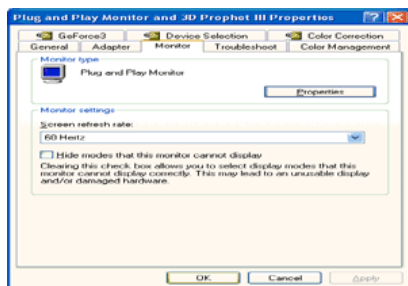 Plug and Play Monitor and 3D Prophet III Properties
GeForce3 Device Selection Color Correction
General Adapter Monitor Troubleshoot Color Management
Monitor type
Plug and Play Monitor
Properties
Monitor settings
Screen refresh rate:
60 Hertz
Hide modes that this monitor cannot display
Clearing this check box allows you to select display modes that this
monitor cannot display correctly. This may lead to an unusable display
and/or damaged hardware.
OK Cancel Apply